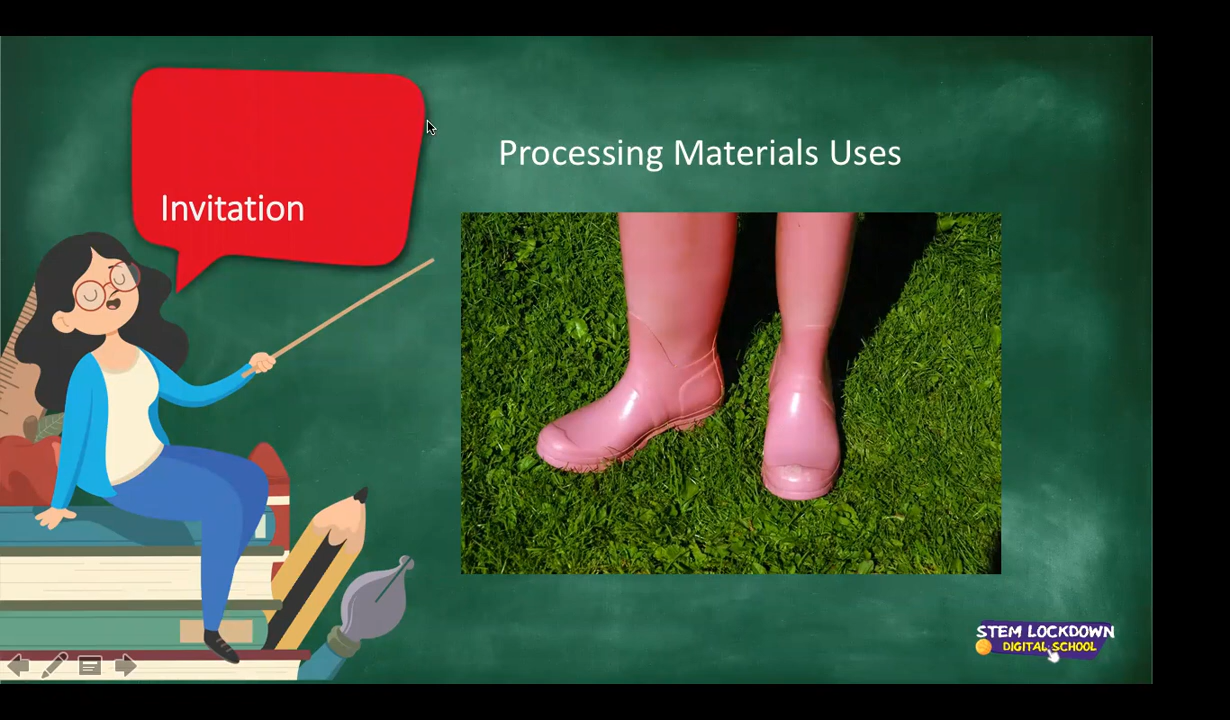 Invitation
Processing Materials Uses
STEM LOCKDOWN
DIGITAL SCHOOL